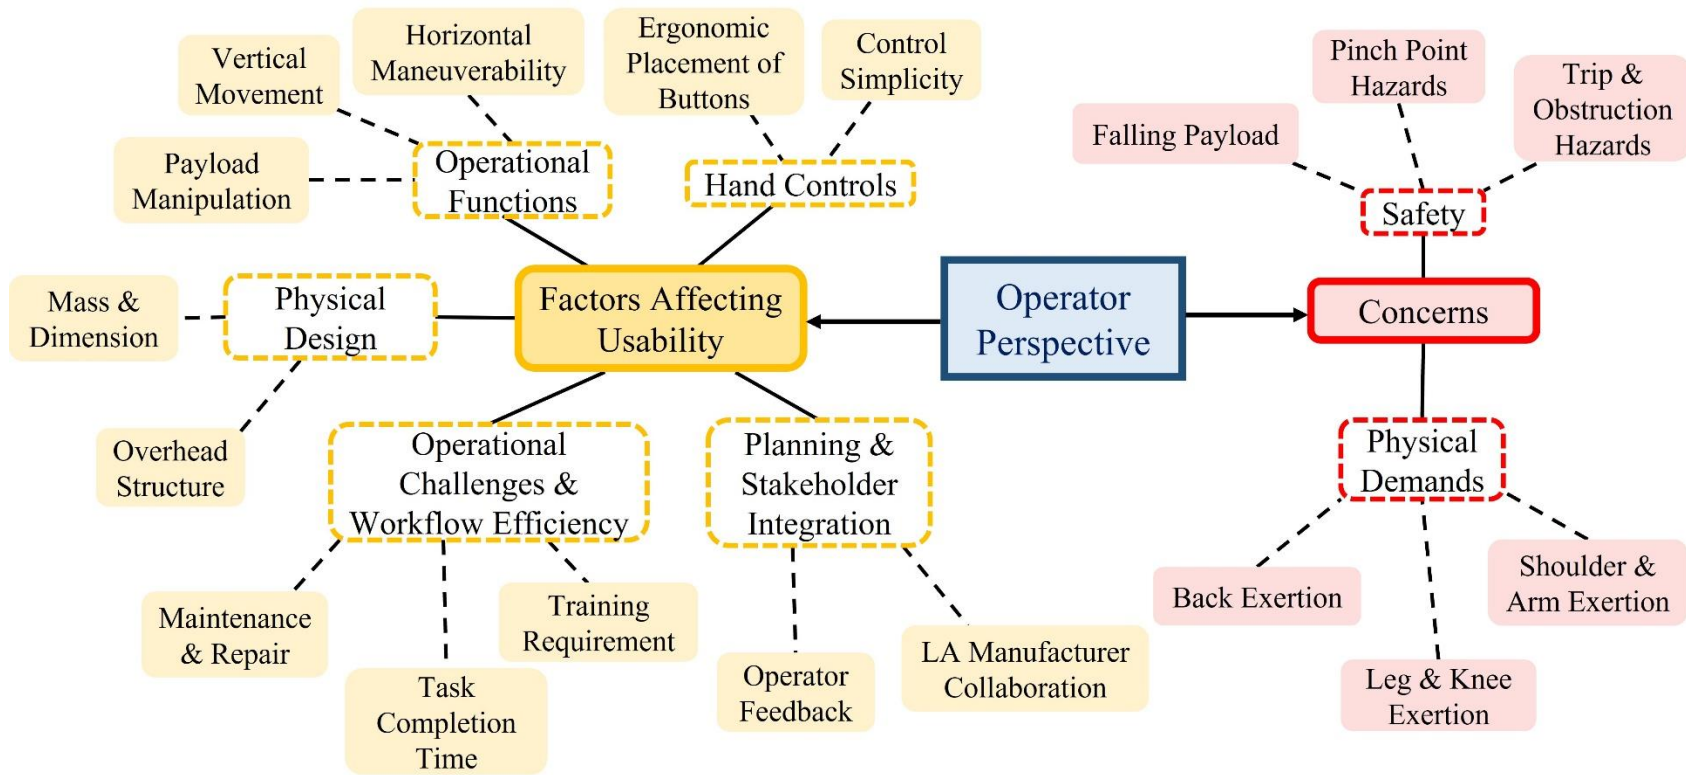 Vertical
Movement
Horizontal
Maneuverability
Ergonomic
Placement of
Buttons
Control
Simplicity
Payload
Manipulation
Operational
Functions
Hand Controls
Mass &
Dimension
Physical
Design
Factors Affecting
Usability
Overhead
Structure
Operational
Challenges &
Workflow Efficiency
Planning &
Stakeholder
Integration
Maintenance
& Repair
Task
Completion
Time
Training
Requirement
Operator
Feedback
LA Manufacturer
Collaboration
Operator
Perspective
Pinch Point
Hazards
Trip &
Obstruction
Hazards
Falling Payload
Safety
Concerns
Physical
Demands
Back Exertion
Leg & Knee
Exertion
Shoulder &
Arm Exertion